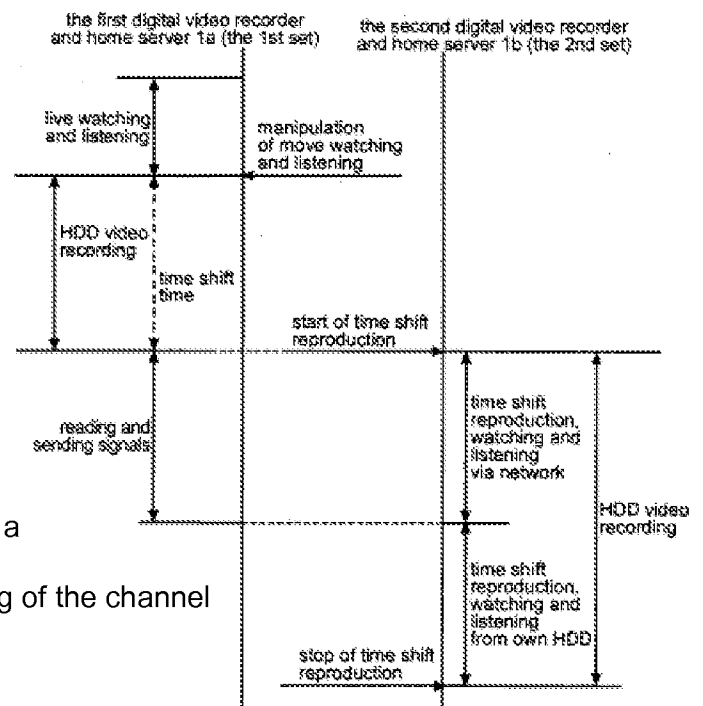 the first digital video recorder
and home server 1a (the 1st set)
the second digital video recorder
and home server 1b (the 2nd set)
live watching
and listening
manipulation
of move watching
and listening
HDD video
recording
time shift
time
start of time shift
reproduction
reading and
sending signals
time shift
reproduction,
watching and
listening
via network
HDD video
recording
a
g of the channel
time shift
reproduction,
watching and
listening
from own HDD
stop of time shift
reproduction